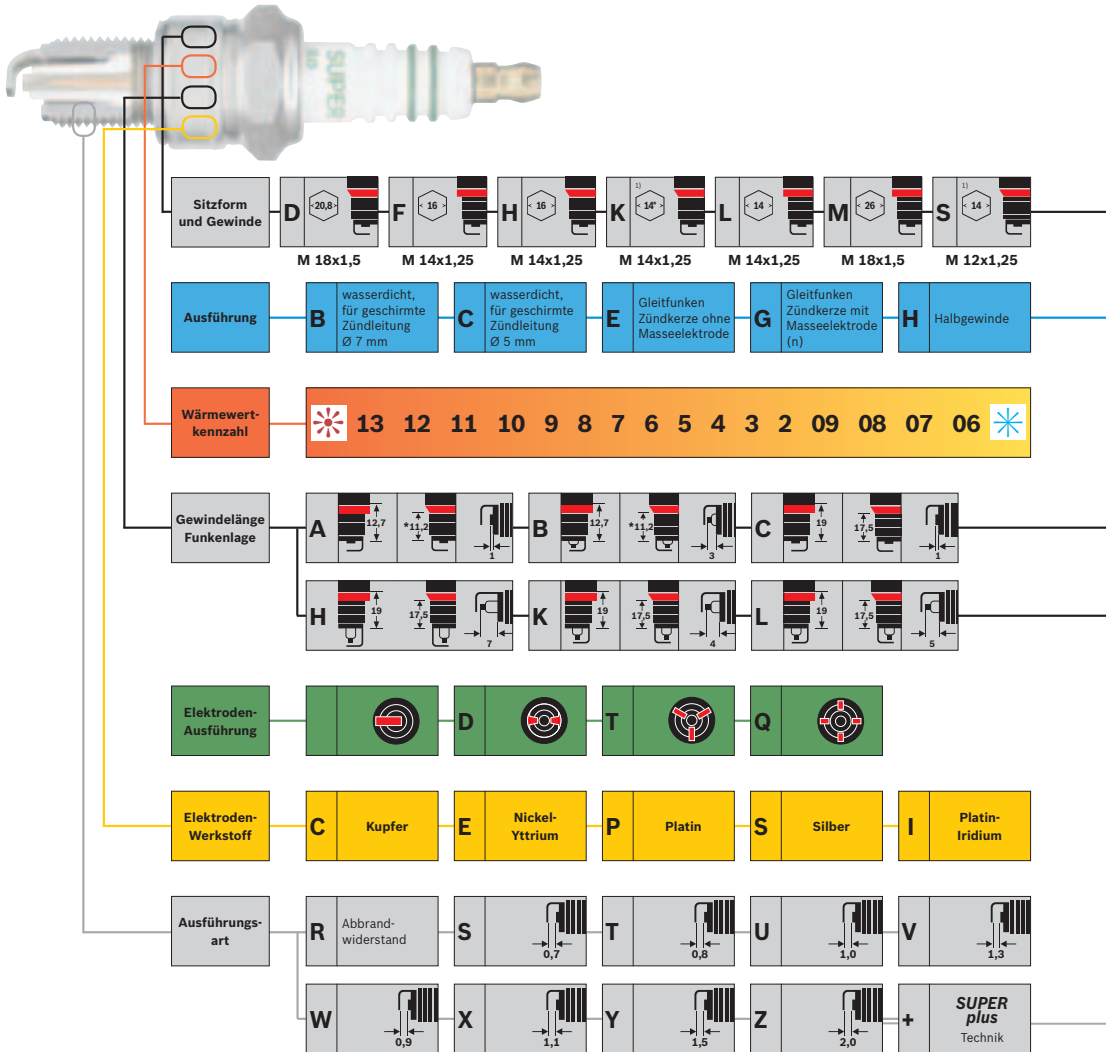 SUPER
Sitzform
und Gewinde
D <20,8> F < 16 > H < 16 > K 1) <14*> L < 14 > M < 26 > S 1) < 14 >
M 18x1,5 M 14x1,25 M 14x1,25 M 14x1,25 M 14x1,25 M 18x1,5 M 12x1,25
Ausführung
B
wasserdicht,
für geschirmte
Zündleitung
Ø 7 mm
C
wasserdicht,
für geschirmte
Zündleitung
Ø 5 mm
E
Gleitfunken
Zündkerze ohne
Masseelektrode
G
Gleitfunken
Zündkerze mit
Masseelektrode
(n)
H
Halbgewinde
Wärmewert-
kennzahl
13 12 11 10 9 8 7 6 5 4 3 2 09 08 07 06
Gewindelänge
Funkenlage
A 12,7 *11,2 1
B 12,7 *11,2 3
C 19 17,5 1
H 19 17,5 7
K 19 17,5 4
L 19 17,5 5
Elektroden-
Ausführung
D T Q
Elektroden-
Werkstoff
C Kupfer
E Nickel-
Yttrium
P Platin
S Silber
I Platin-
Iridium
Ausführungs-
art
R Abbrand-
widerstand
S 0,7
T 0,8
U 1,0
V 1,3
W 0,9
X 1,1
Y 1,5
Z 2,0
+ SUPER
plus
Technik